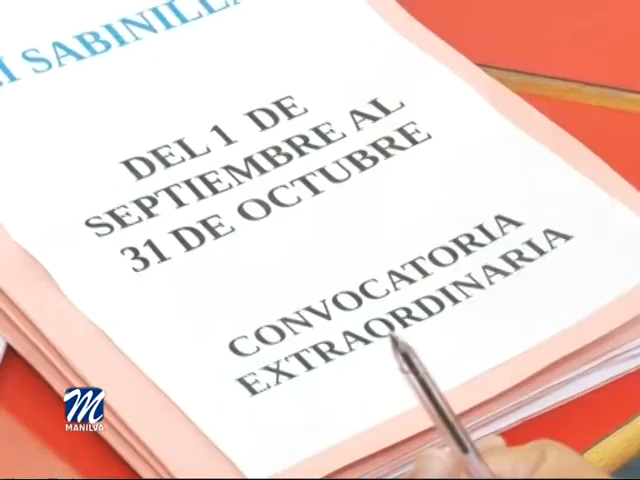 SABINILLA
DEL 1 DE
SEPTIEMBRE AL
31 DE OCTUBRE
CONVOCATORIA
EXTRAORDINARIA
M
MANILVA